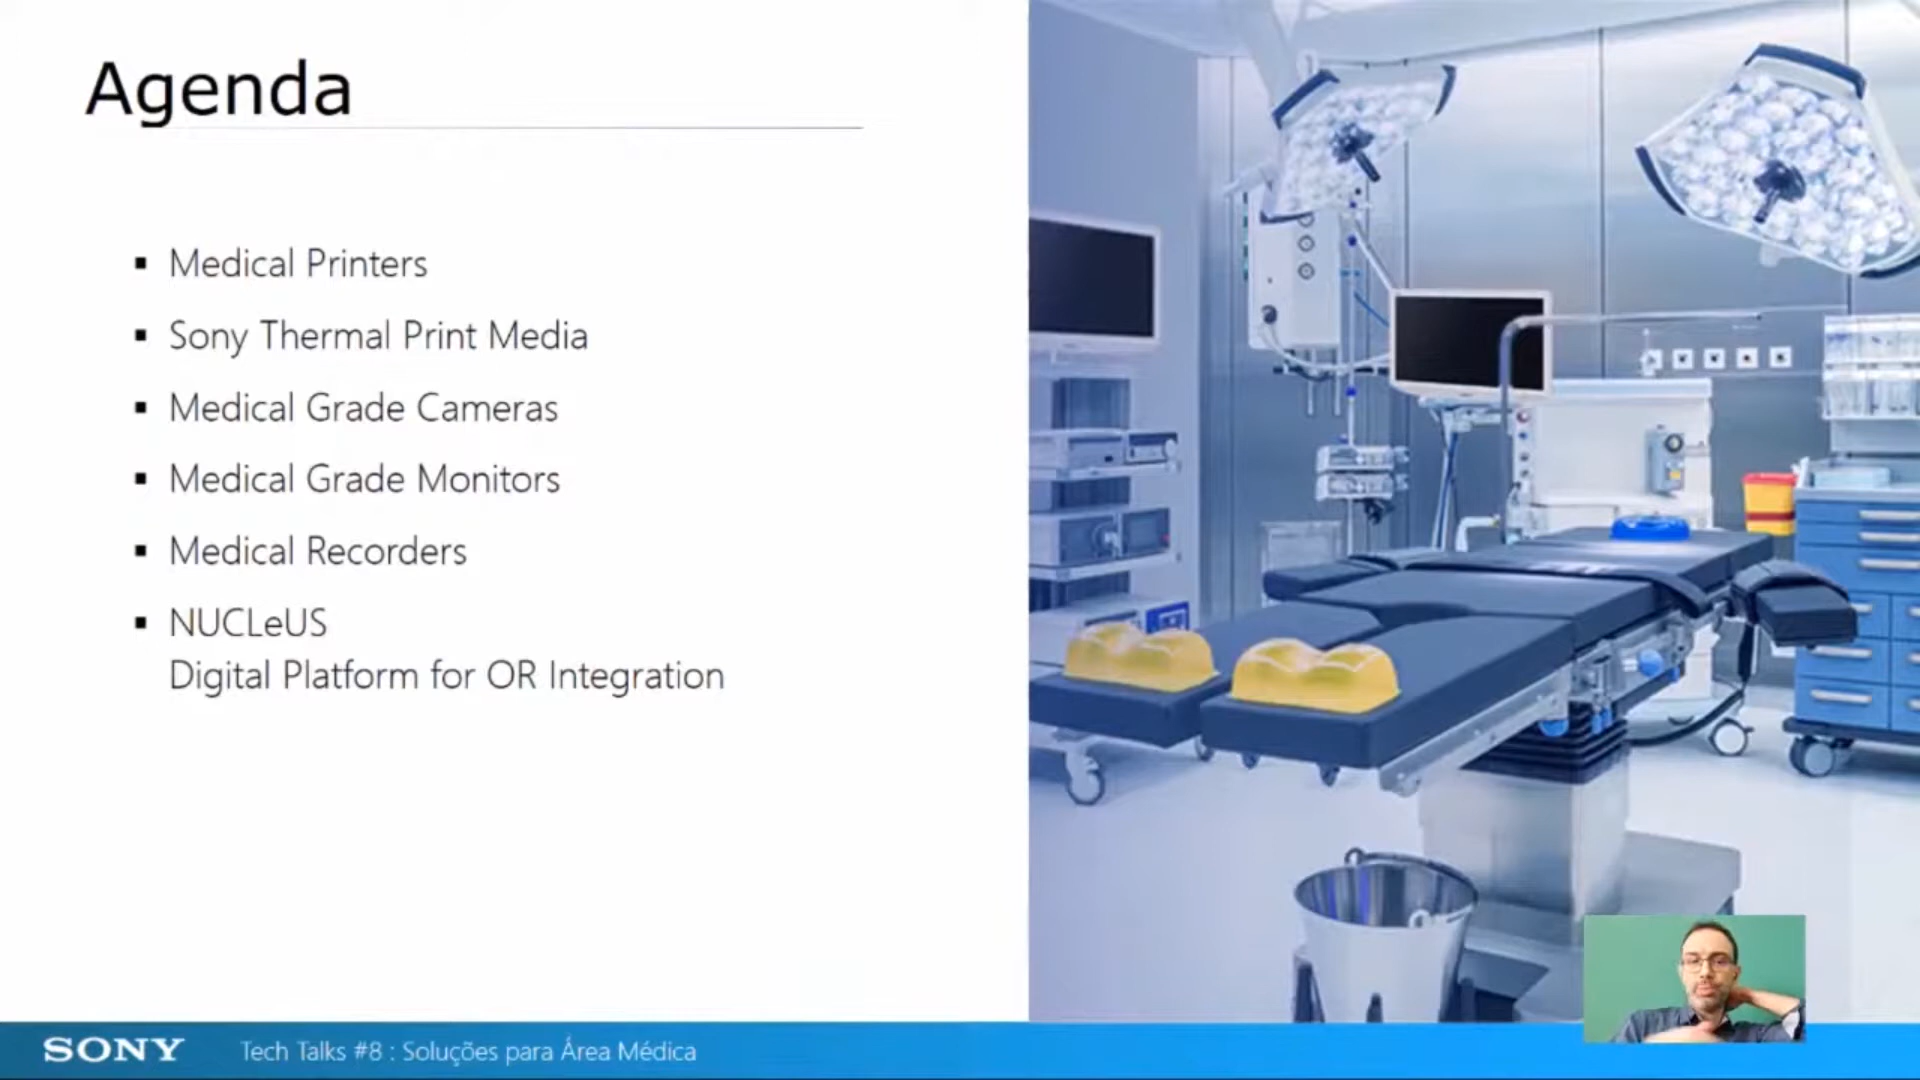 Agenda
▪ Medical Printers
▪ Sony Thermal Print Media
▪ Medical Grade Cameras
▪ Medical Grade Monitors
▪ Medical Recorders
▪ NUCLeUS
Digital Platform for OR Integration
SONY
Tech Talks #8 : Soluções para Área Médica